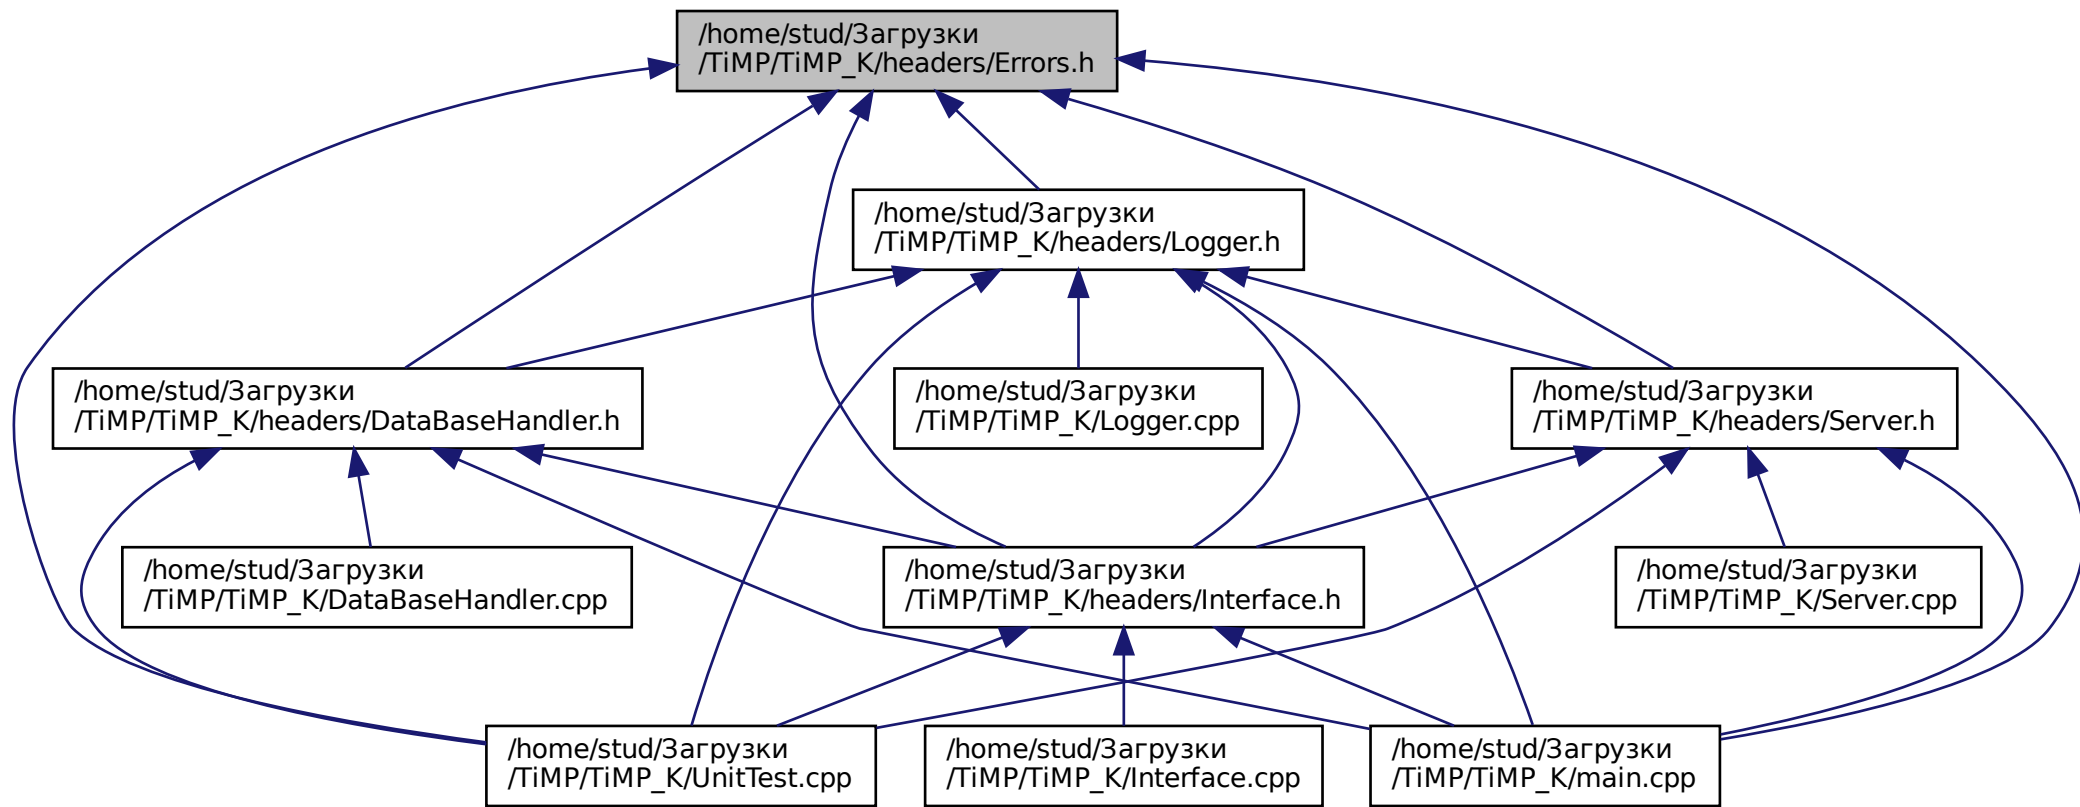 /home/stud/Загрузки
/TiMP/TiMP_K/headers/Errors.h
/home/stud/Загрузки
/TiMP/TiMP_K/headers/Logger.h
/home/stud/Загрузки
/TiMP/TiMP_K/headers/DataBaseHandler.h
/home/stud/Загрузки
/TiMP/TiMP_K/Logger.cpp
/home/stud/Загрузки
/TiMP/TiMP_K/headers/Server.h
/home/stud/Загрузки
/TiMP/TiMP_K/DataBaseHandler.cpp
/home/stud/Загрузки
/TiMP/TiMP_K/headers/Interface.h
/home/stud/Загрузки
/TiMP/TiMP_K/Server.cpp
/home/stud/Загрузки
/TiMP/TiMP_K/UnitTest.cpp
/home/stud/Загрузки
/TiMP/TiMP_K/Interface.cpp
/home/stud/Загрузки
/TiMP/TiMP_K/main.cpp